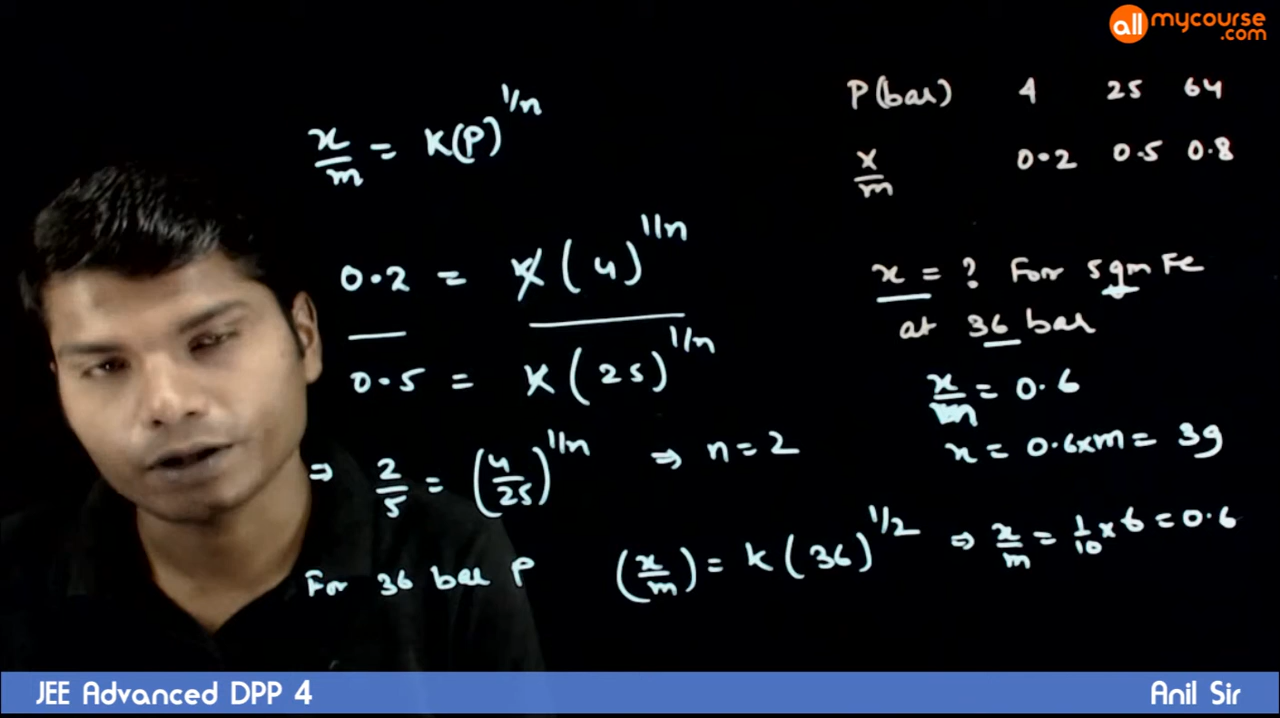 all mycourse .com
x/m = K(P)^1/n
P(bar) 4 25 64
x/m 0.2 0.5 0.8
0.2 = K(4)^1/n
0.5 = K(25)^1/n
⇒ 2/5 = (4/25)^1/n ⇒ n = 2
x = ? For 5gm Fe
at 36 bar
x/m = 0.6
x = 0.6xm = 3g
For 36 bar P (x/m) = K(36)^1/2 ⇒ x/m = 1/10 x 6 = 0.6
JEE Advanced DPP 4
Anil Sir